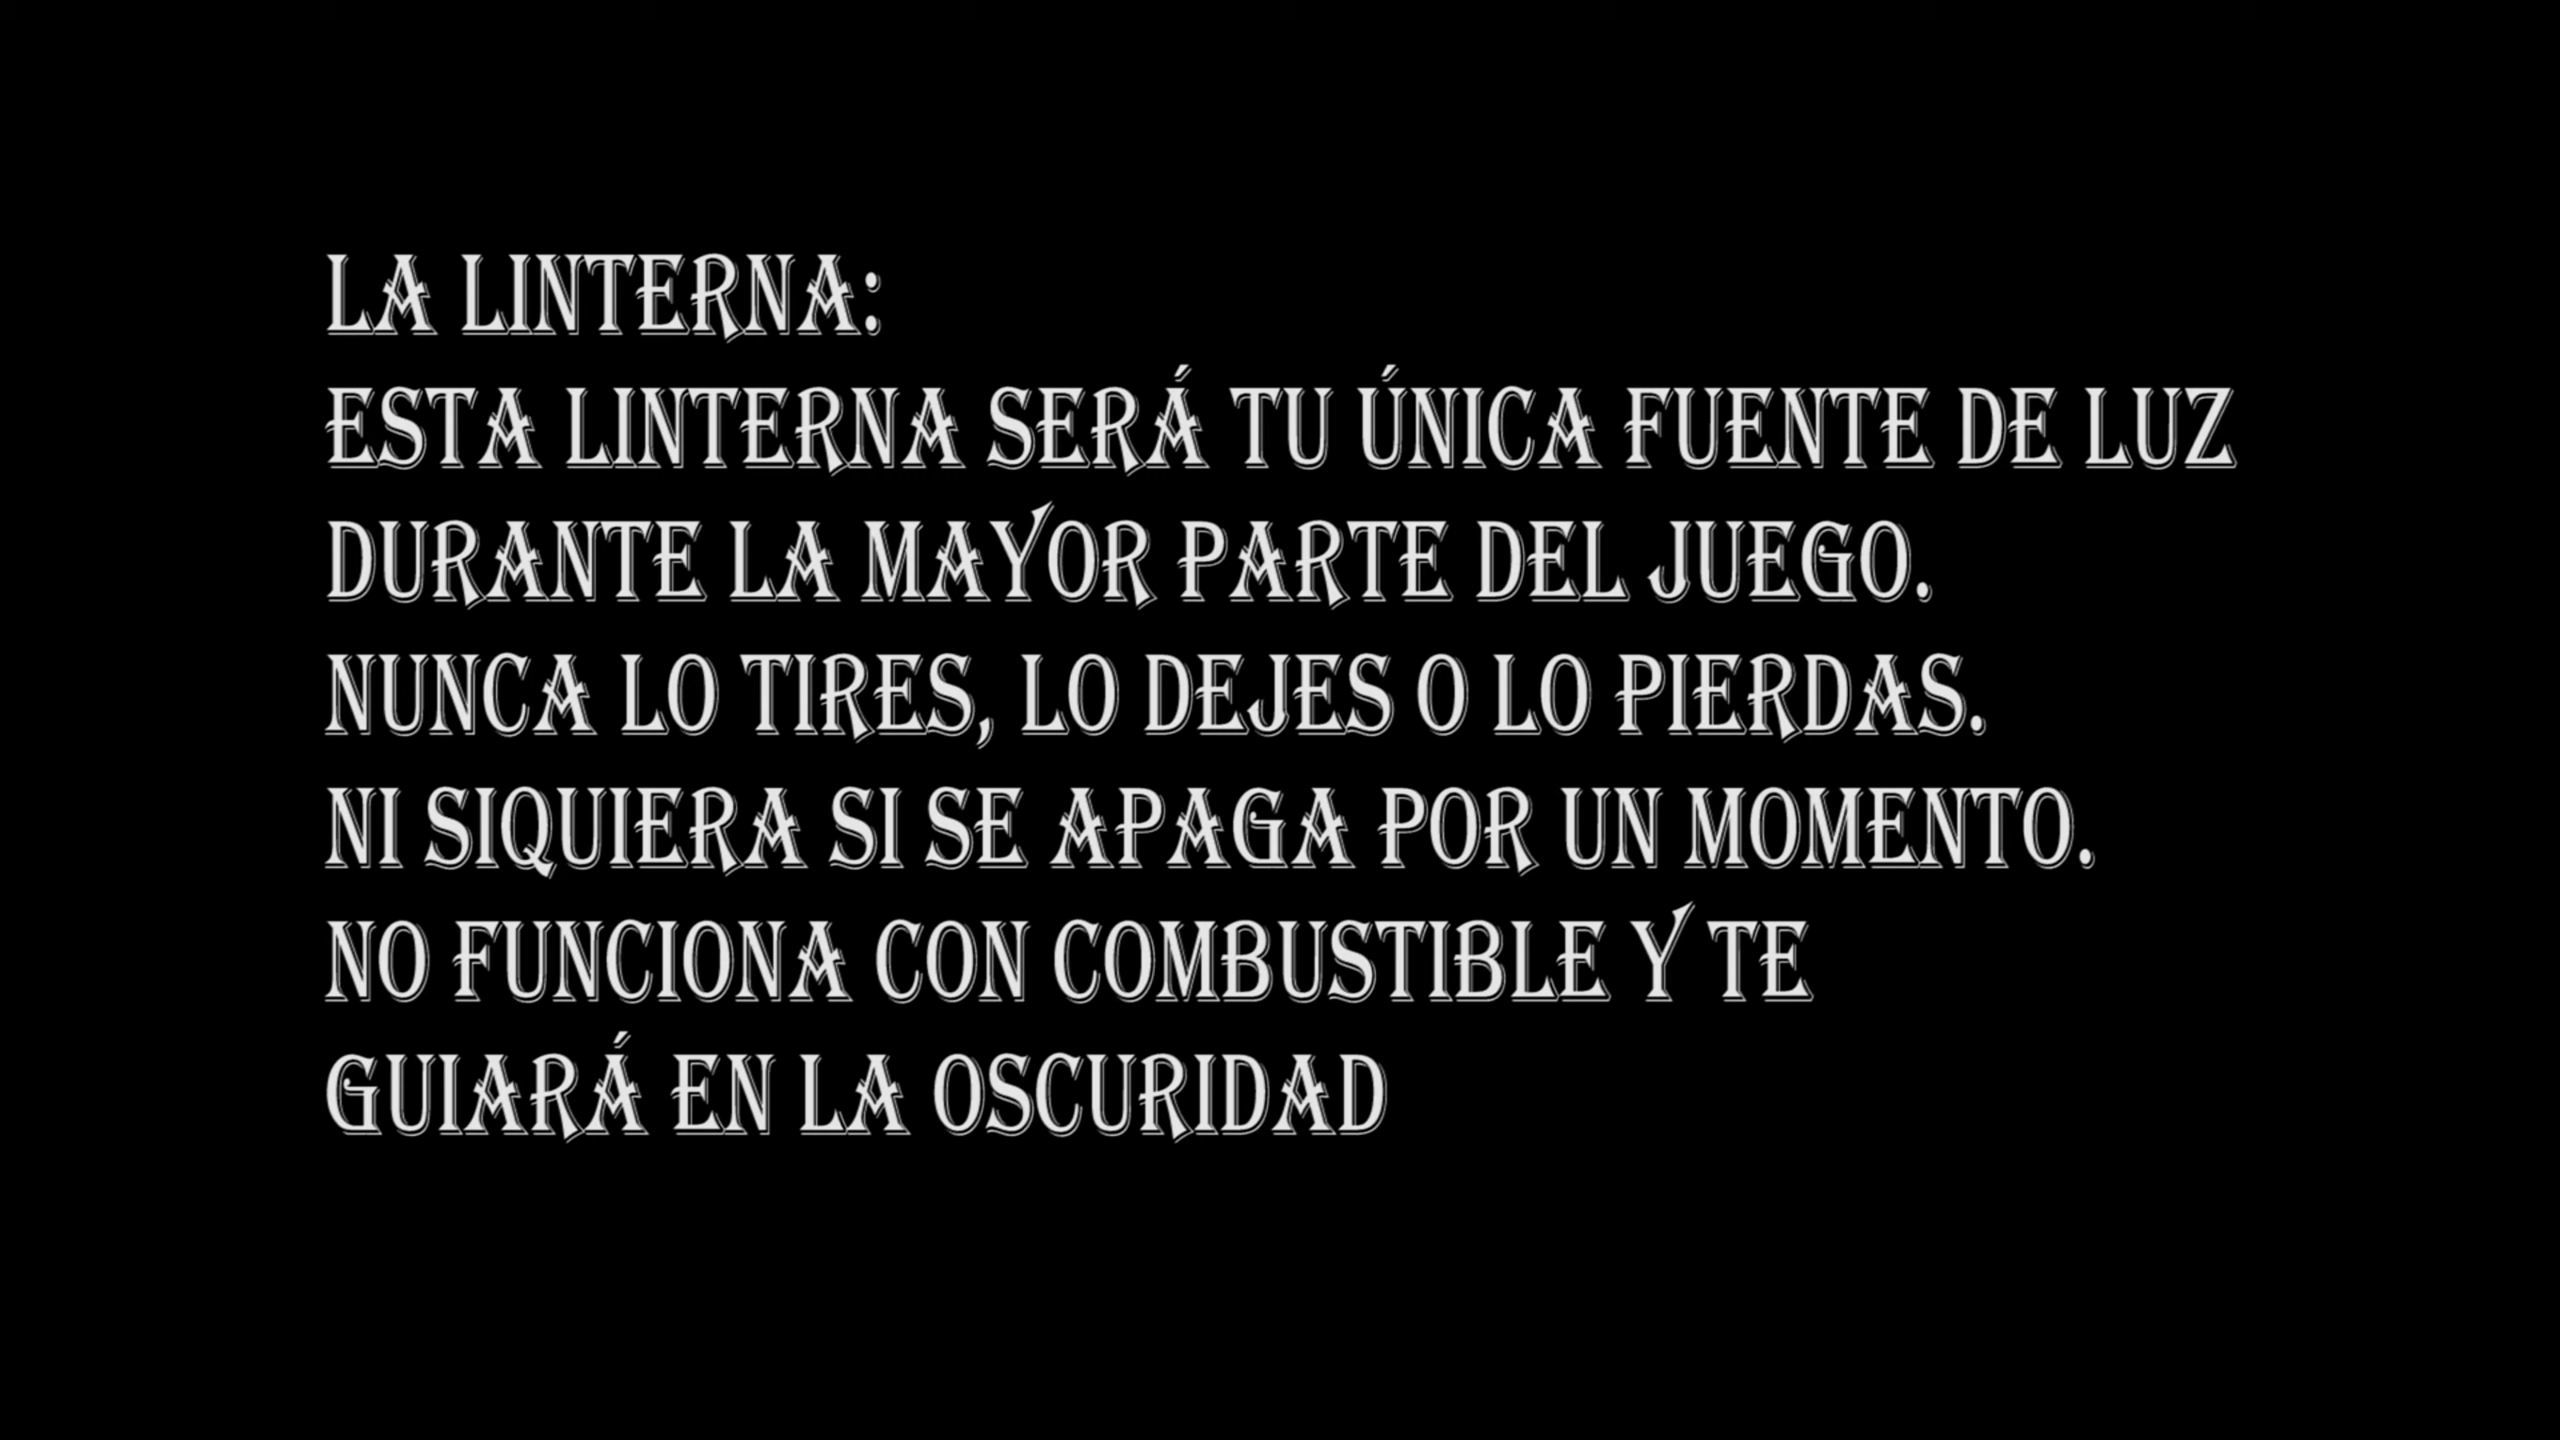 LA LINTERNA:
ESTA LINTERNA SERÁ TU ÚNICA FUENTE DE LUZ
DURANTE LA MAYOR PARTE DEL JUEGO.
NUNCA LO TIRES, LO DEJES O LO PIERDAS.
NI SIQUIERA SI SE APAGA POR UN MOMENTO.
NO FUNCIONA CON COMBUSTIBLE Y TE
GUIARÁ EN LA OSCURIDAD